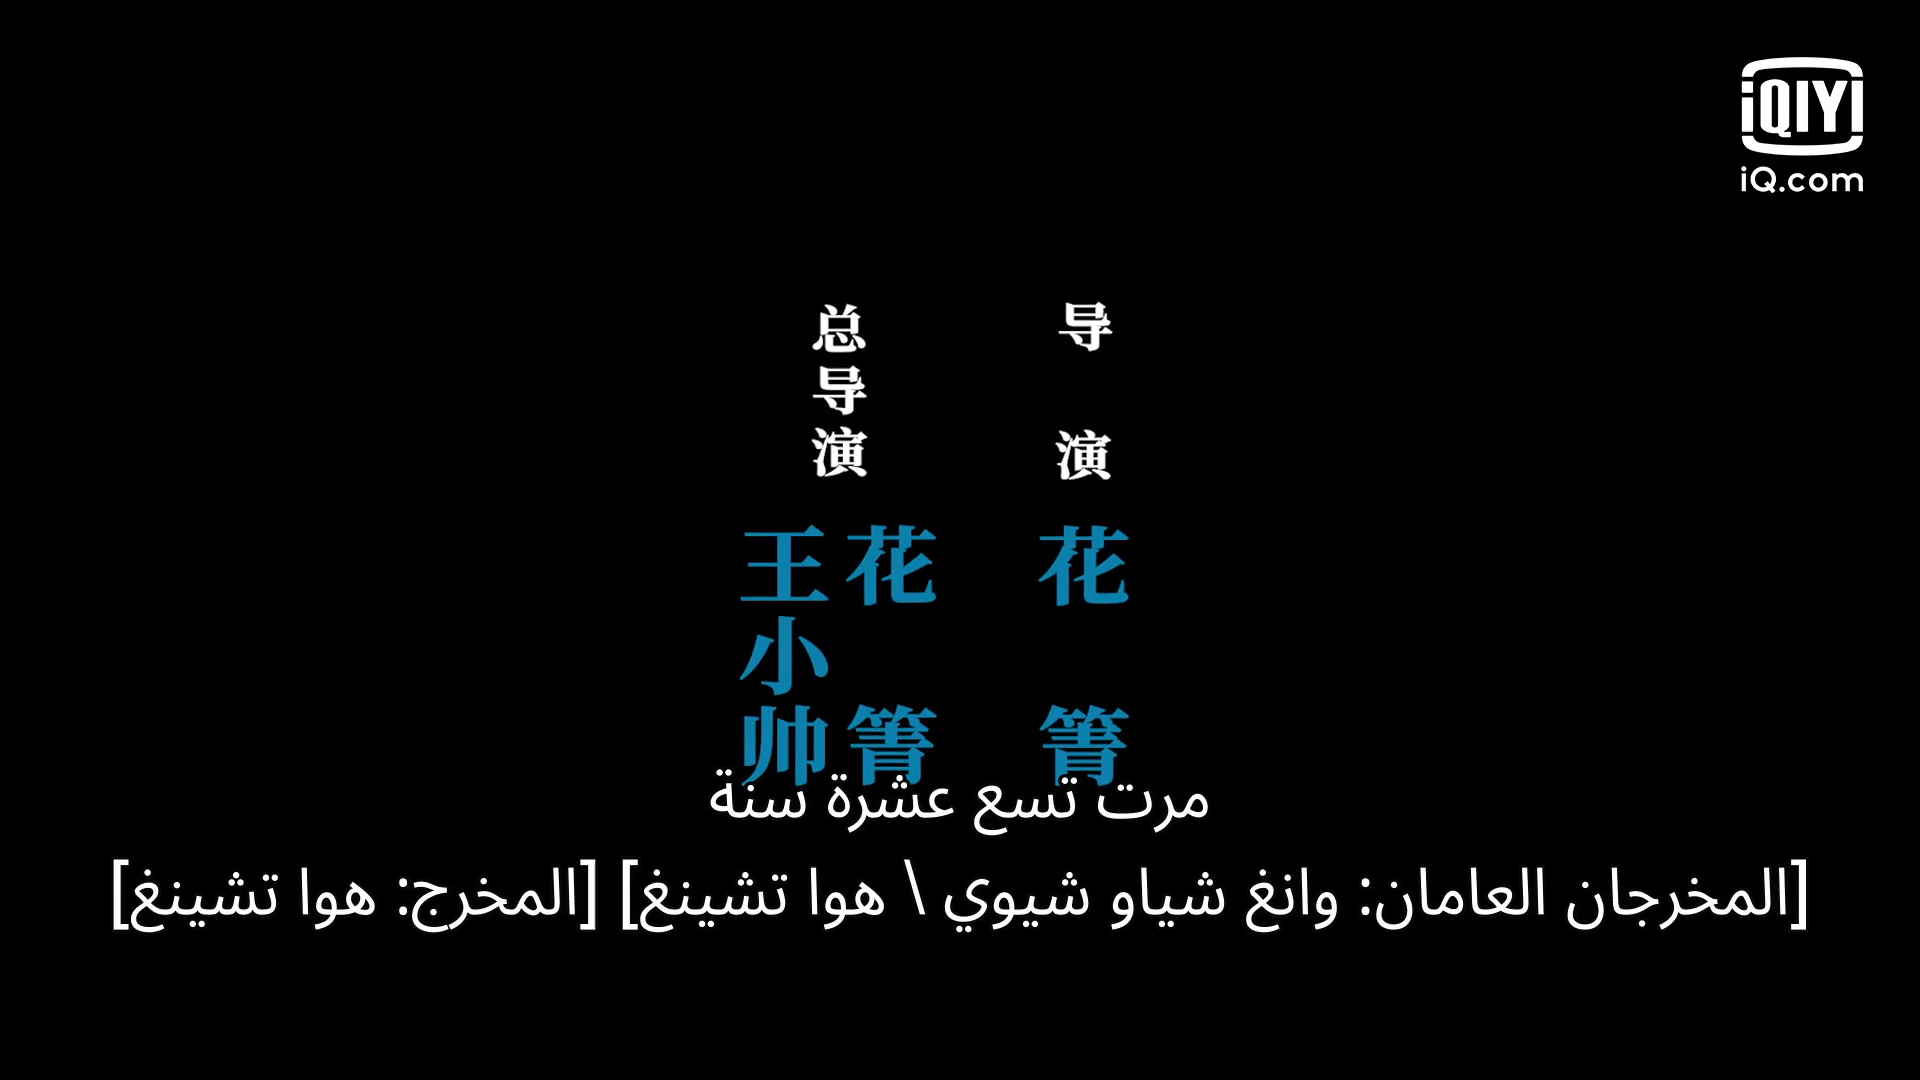 iQIYI
iQ.com
总导演
王小帅
花箐
导演
花箐
مرت تسع عشرة سنة
[المخرجان العامان: وانغ شياو شيوي \ هوا تشينغ] [المخرج: هوا تشينغ]